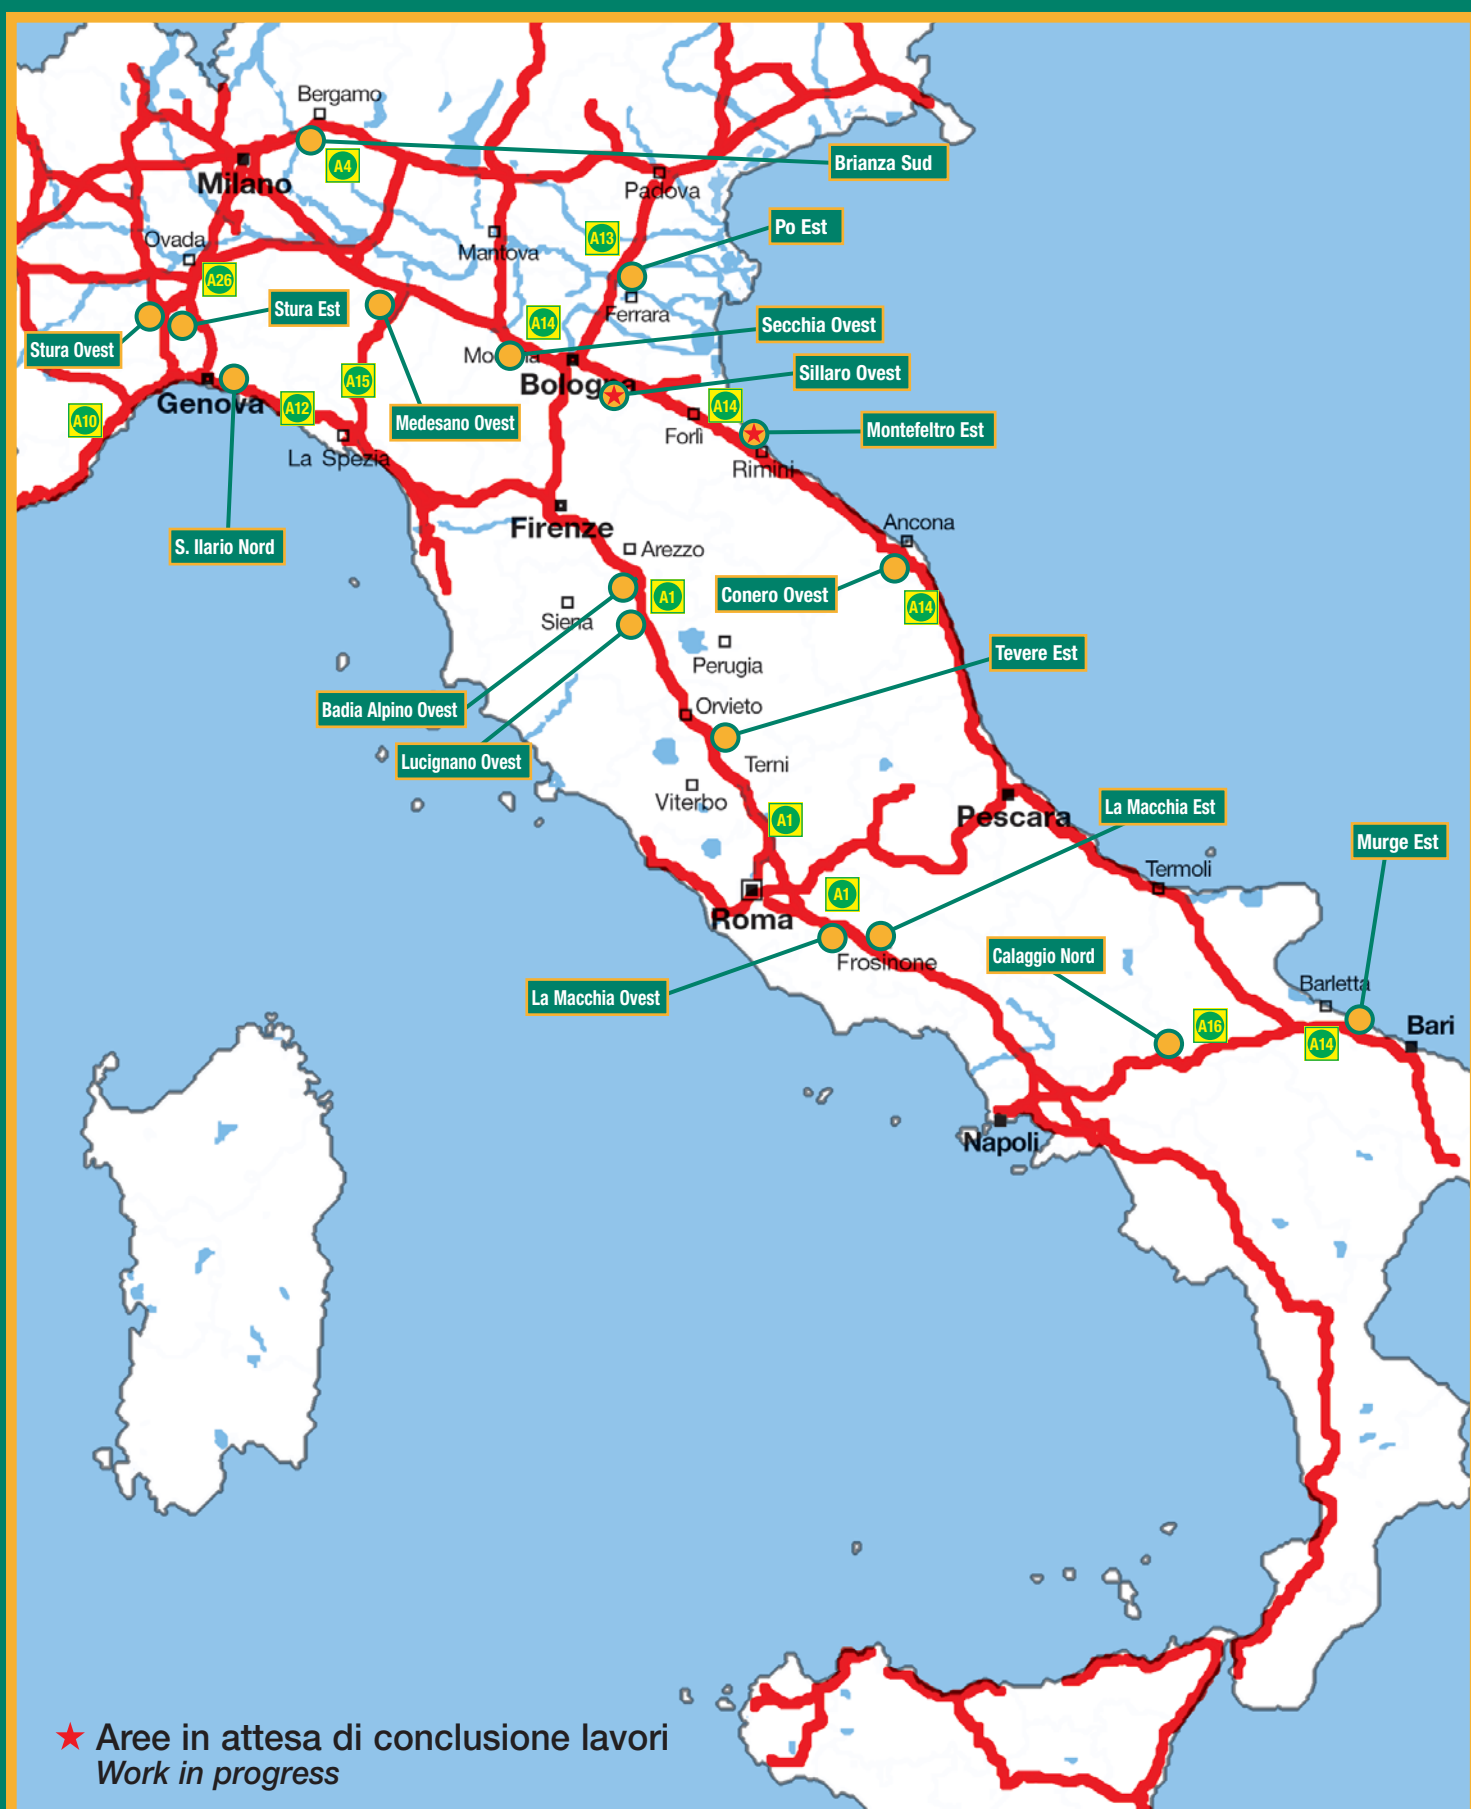 Bergamo
Brianza Sud
A4
Milano
Padova
Po Est
Ovada
A13
Mantova
A26
Stura Est
Ferrara
A14
Secchia Ovest
Stura Ovest
Bologna
Sillaro Ovest
A15
Genova
A12
A10
Medesano Ovest
A14
Forlì
Montefeltro Est
La Spezia
Rimini
Firenze
Ancona
S. Ilario Nord
Arezzo
Conero Ovest
A1
A14
Siena
Tevere Est
Perugia
Badia Alpino Ovest
Orvieto
Lucignano Ovest
Terni
Viterbo
Pescara
La Macchia Est
A1
Murge Est
Termoli
A1
Roma
Calaggio Nord
Frosinone
La Macchia Ovest
Barletta
A16
Bari
A14
Napoli
★ Aree in attesa di conclusione lavori
Work in progress